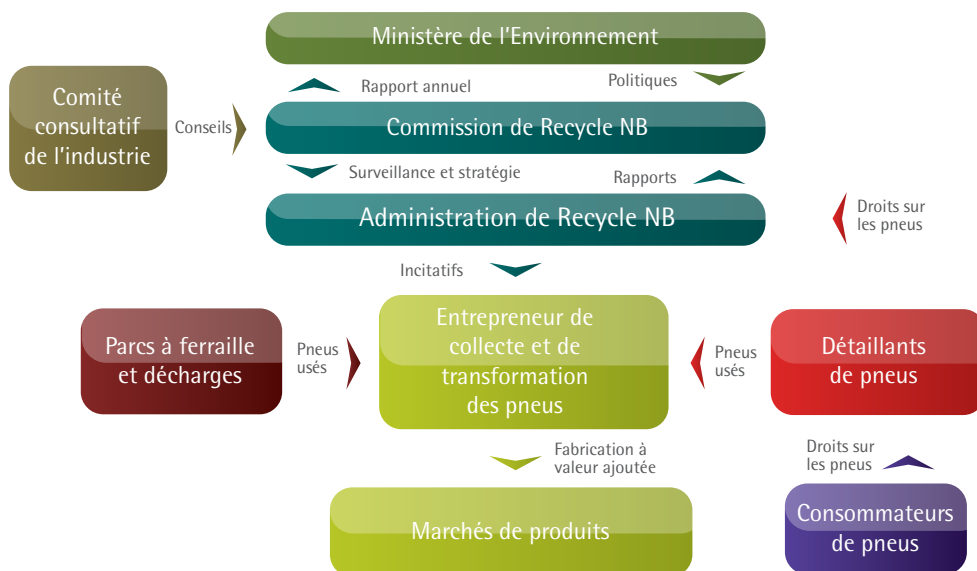 Ministère de l'Environnement
Rapport annuel
Politiques
Comité
consultatif
de l'industrie
Conseils
Commission de Recycle NB
Surveillance et stratégie
Rapports
Administration de Recycle NB
Droits sur
les pneus
Incitatifs
Parcs à ferraille
et décharges
Pneus
usés
Entrepreneur de
collecte et de
transformation
des pneus
Pneus
usés
Détaillants
de pneus
Fabrication à
valeur ajoutée
Droits sur
les pneus
Marchés de produits
Consommateurs
de pneus